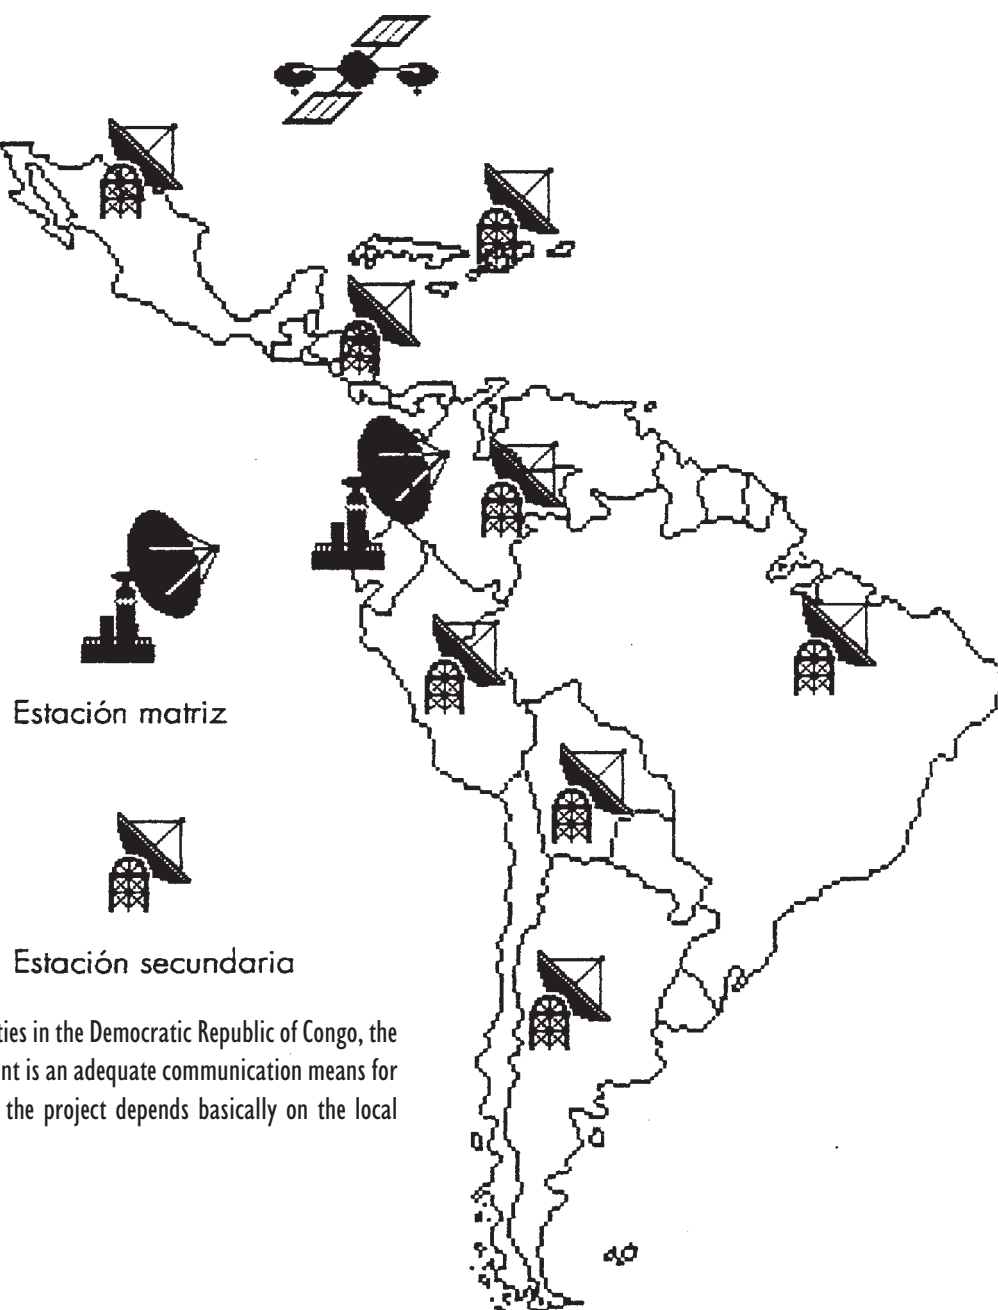 Estación matriz
Estación secundaria
ties in the Democratic Republic of Congo, the
nt is an adequate communication means for
the project depends basically on the local